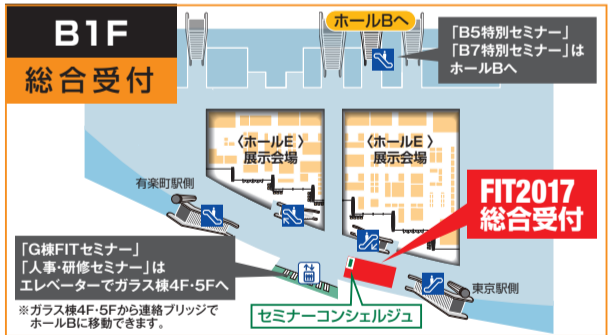 B1F
総合受付
ホールBへ
「B5特別セミナー」
「B7特別セミナー」は
ホールBへ
〈ホールE〉
展示会場
〈ホールE〉
展示会場
有楽町駅側
FIT2017
総合受付
「G棟FITセミナー」
「人事・研修セミナー」は
エレベーターでガラス棟4F・5Fへ
※ガラス棟4F・5Fから連絡ブリッジで
ホールBに移動できます。
東京駅側
セミナーコンシェルジュ